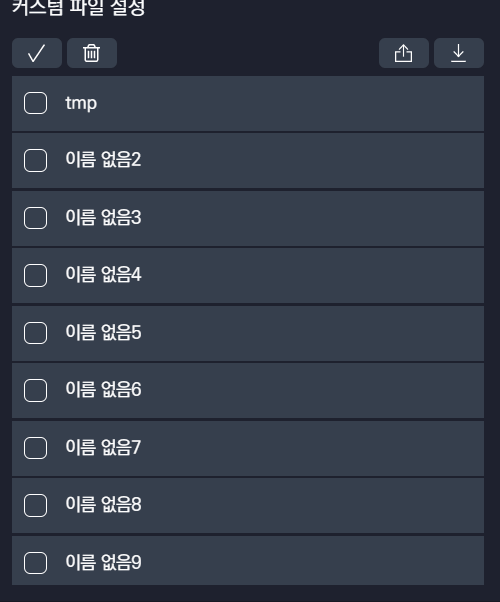 커스텀 파일 설정
tmp
이름 없음2
이름 없음3
이름 없음4
이름 없음5
이름 없음6
이름 없음7
이름 없음8
이름 없음9